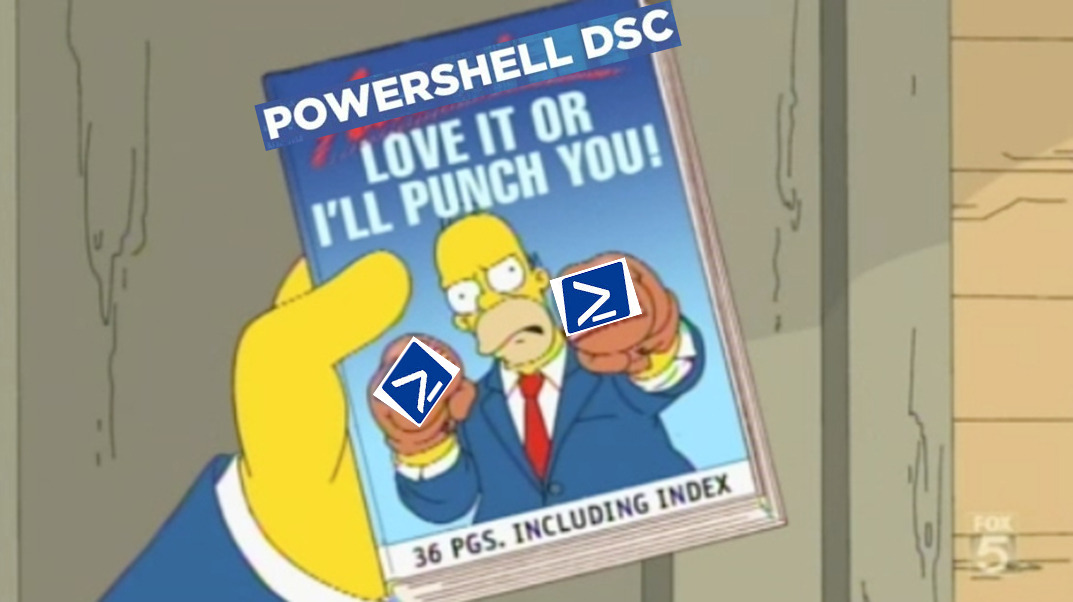 POWERSHELL DSC
LOVE IT OR
I'LL PUNCH YOU!
36 PGS. INCLUDING INDEX
FOX
5